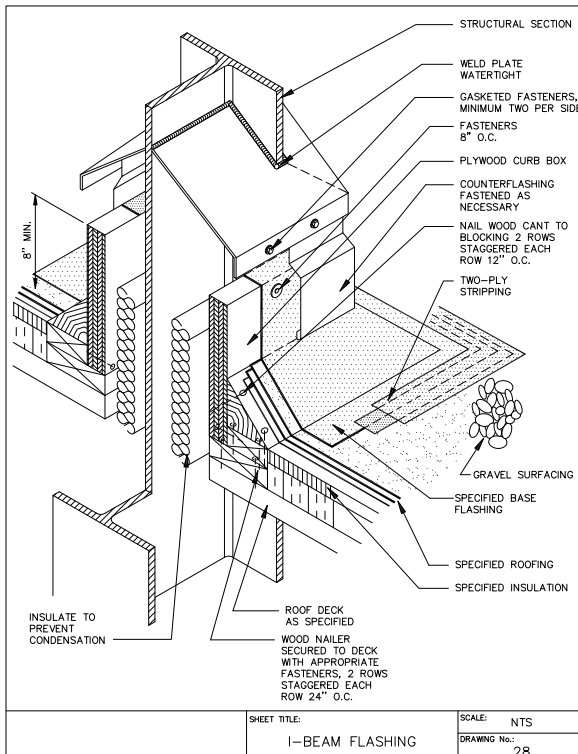 STRUCTURAL SECTION
WELD PLATE
WATERTIGHT
GASKETED FASTENERS,
MINIMUM TWO PER SIDE
FASTENERS
8" O.C.
PLYWOOD CURB BOX
COUNTERFLASHING
FASTENED AS
NECESSARY
NAIL WOOD CANT TO
BLOCKING 2 ROWS
STAGGERED EACH
ROW 12" O.C.
TWO-PLY
STRIPPING
8" MIN.
GRAVEL SURFACING
SPECIFIED BASE
FLASHING
SPECIFIED ROOFING
SPECIFIED INSULATION
INSULATE TO
PREVENT
CONDENSATION
ROOF DECK
AS SPECIFIED
WOOD NAILER
SECURED TO DECK
WITH APPROPRIATE
FASTENERS, 2 ROWS
STAGGERED EACH
ROW 24" O.C.
SHEET TITLE:
I-BEAM FLASHING
SCALE: NTS
DRAWING No.:
28